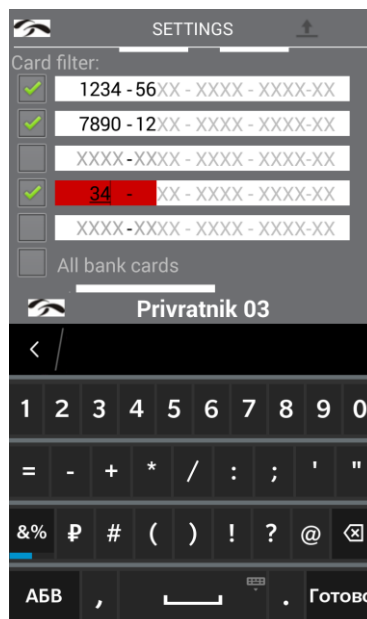 SETTINGS
Card filter:
1234 - 56XX - XXXX - XXXX-XX
7890 - 12XX - XXXX - XXXX-XX
XXXX-XXXX - XXXX - XXXX-XX
34 - XX - XXXX - XXXX-XX
XXXX-XXXX - XXXX - XXXX-XX
All bank cards
Privratnik 03
1 2 3 4 5 6 7 8 9 0
= - + * / : ; ' "
&% ₽ # ( ) ! ? @
АБВ , . Готово